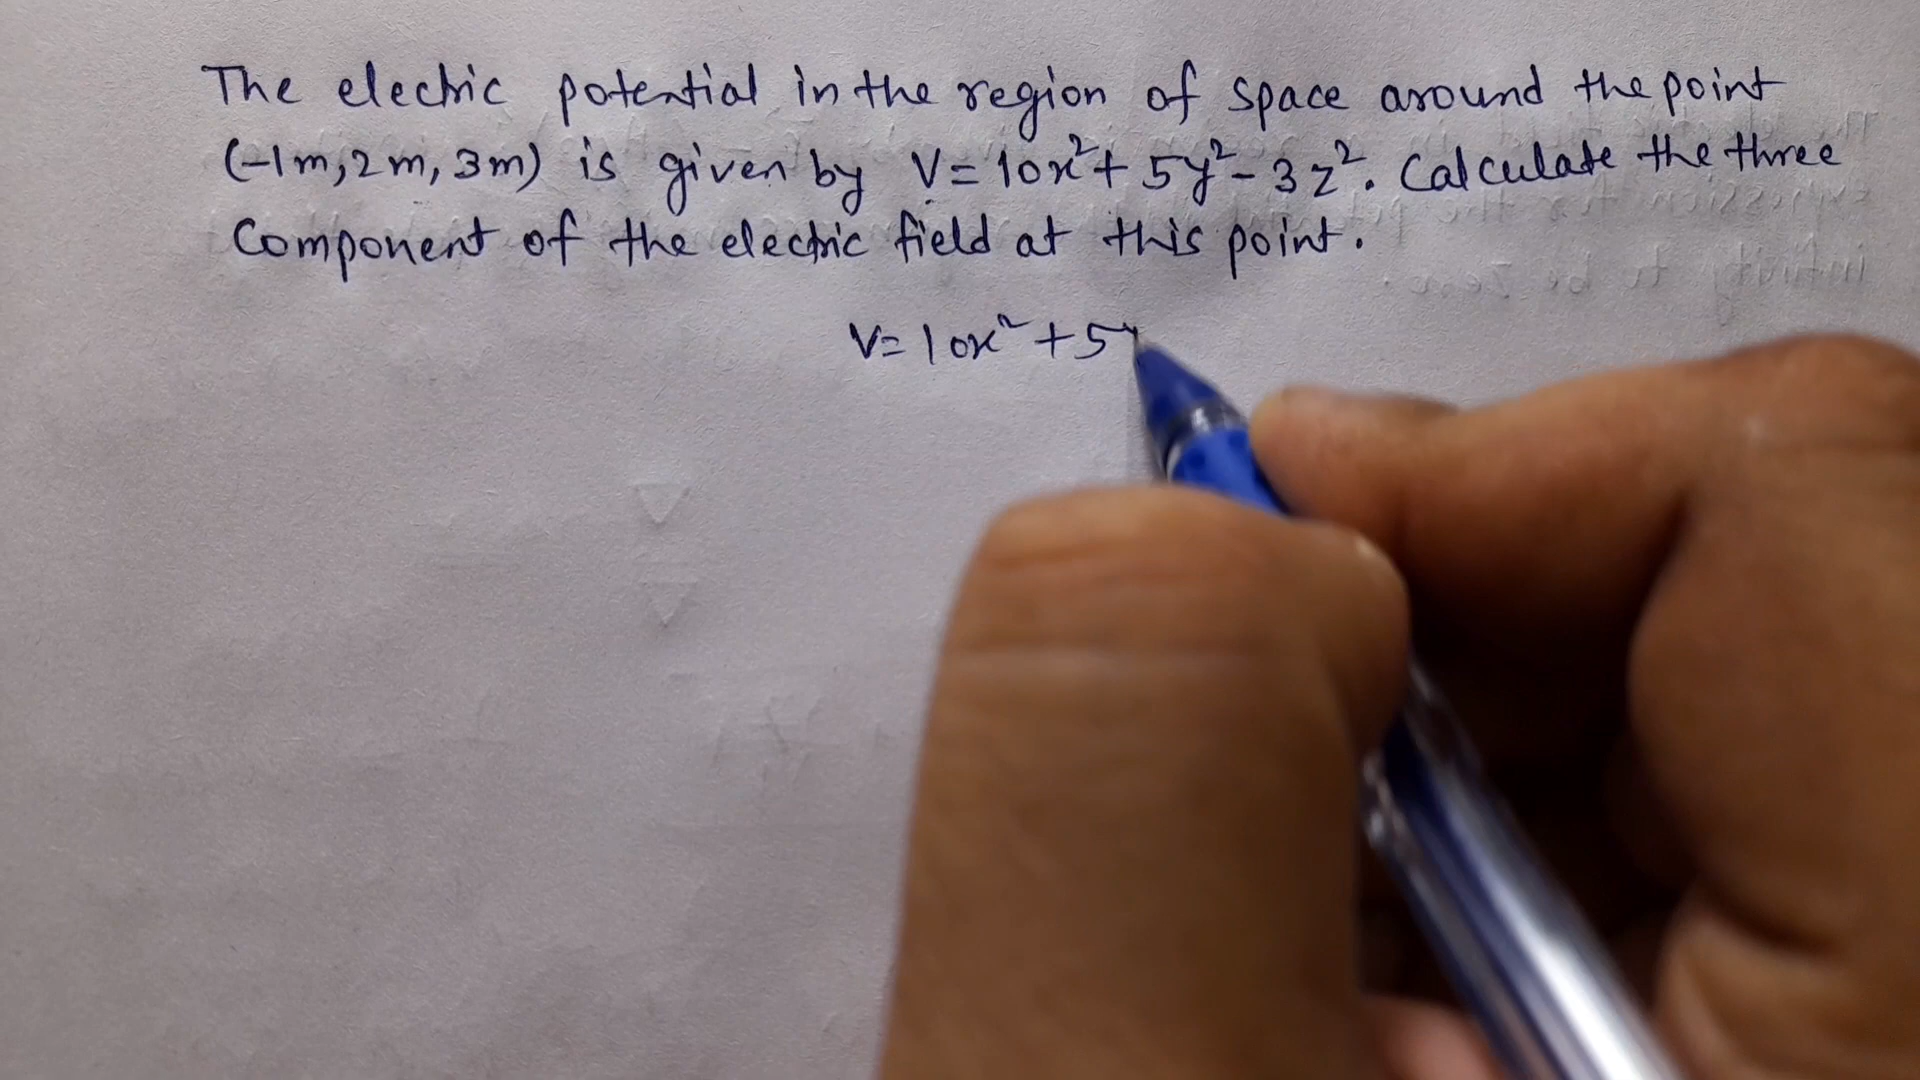 The electric potential in the region of space around the point
(-1m, 2m, 3m) is given by V = 10x² + 5y² - 3z². Calculate the three
Component of the electric field at this point.
V = 10x² + 5